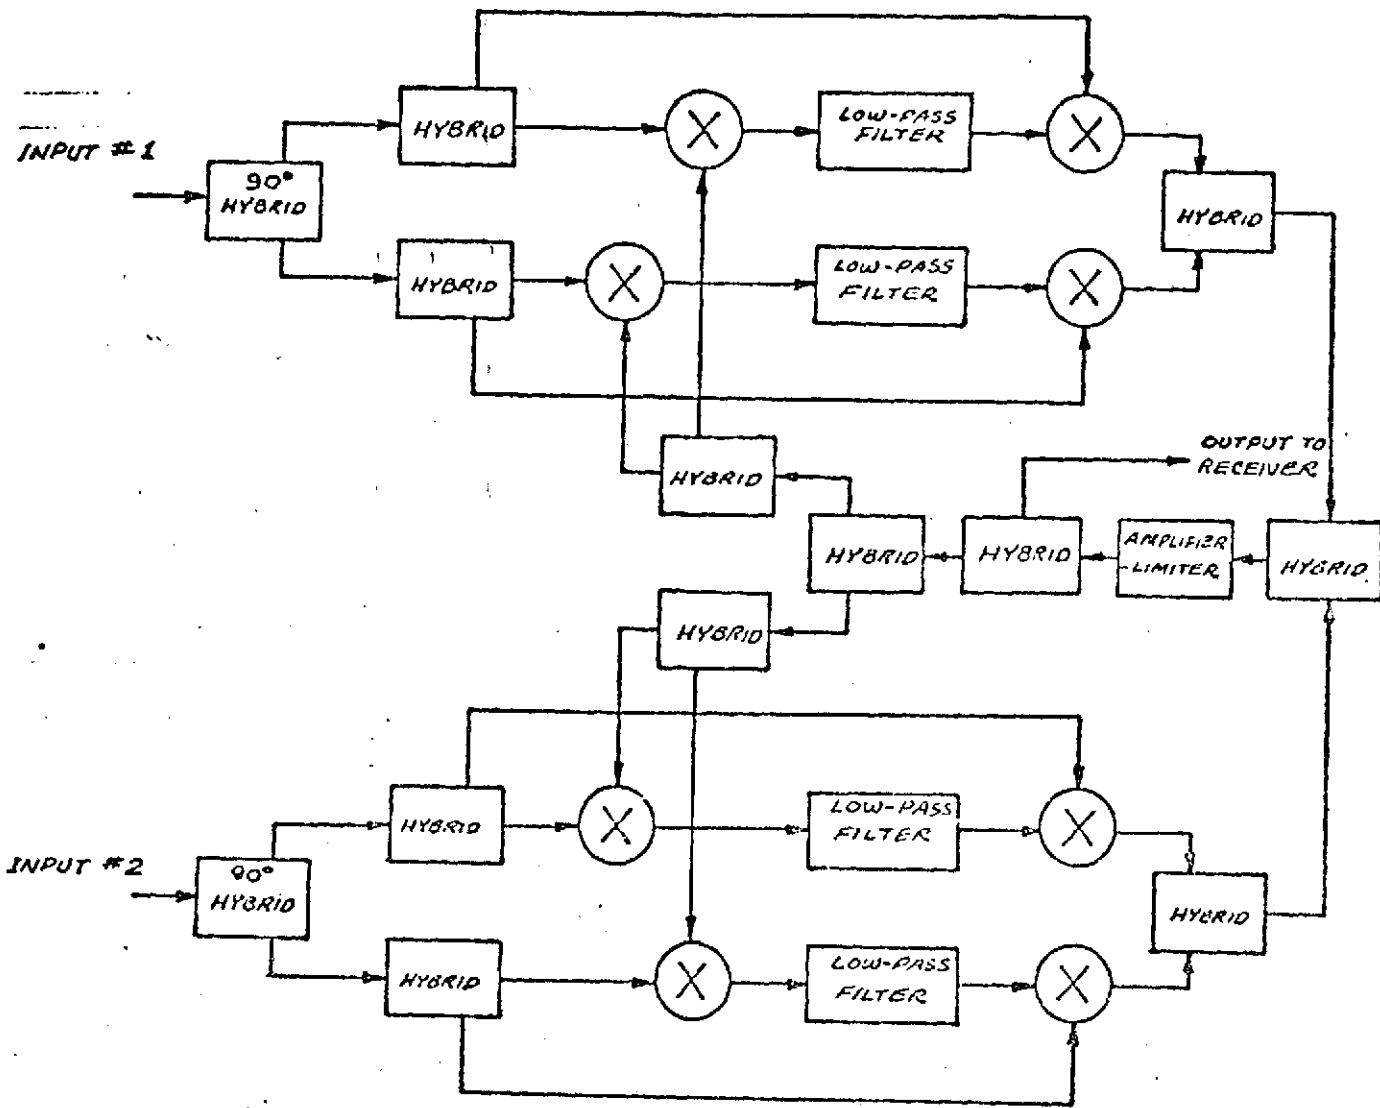 HYBRID
LOW-PASS
FILTER
INPUT #1
90°
HYBRID
HYBRID
HYBRID
LOW-PASS
FILTER
HYBRID
OUTPUT TO
RECEIVER
HYBRID
HYBRID
HYBRID
AMPLIFIER
-LIMITER
HYBRID
HYBRID
HYBRID
LOW-PASS
FILTER
INPUT #2
90°
HYBRID
HYBRID
HYBRID
LOW-PASS
FILTER